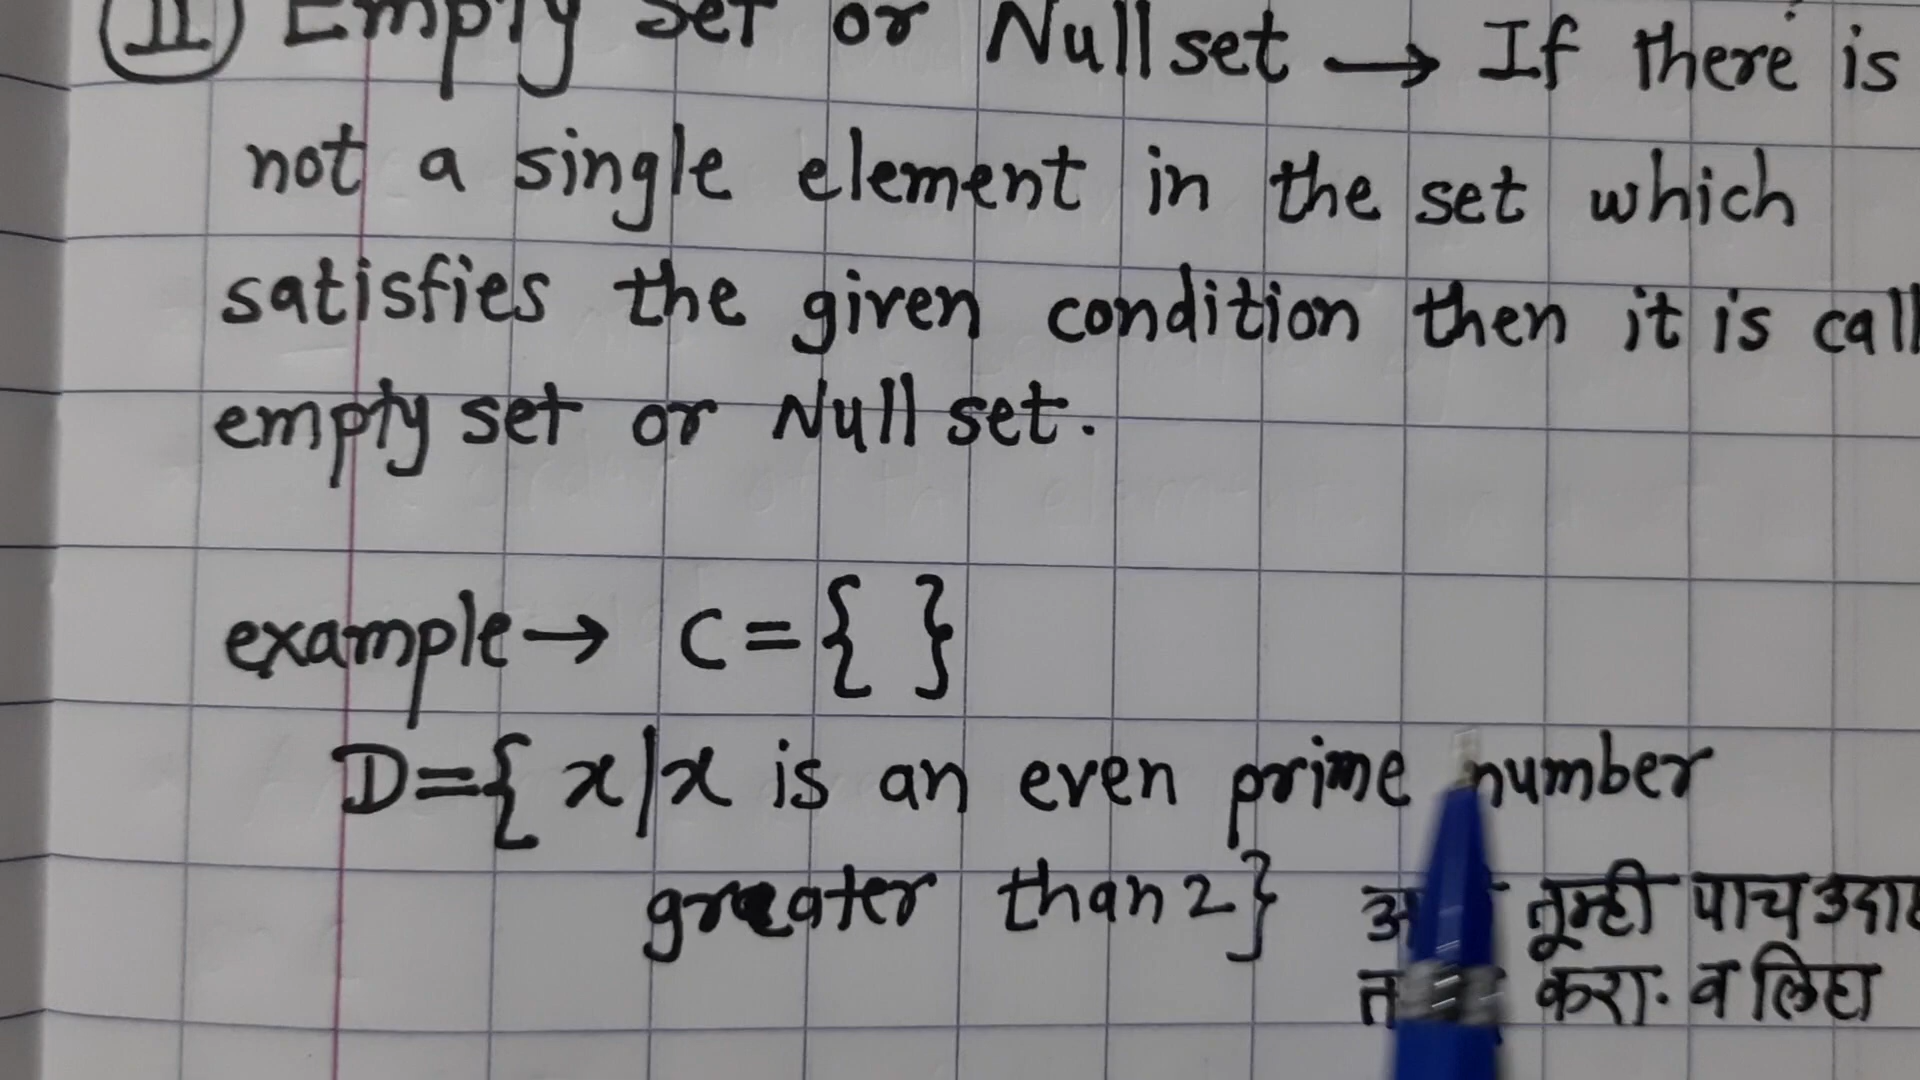 II Empty set or Null set → If there is
not a single element in the set which
satisfies the given condition then it is call
empty set or Null set.
example → C = { }
D = { x | x is an even prime number
greater than 2 }
तूम्ही पाच
करा. व लिहा